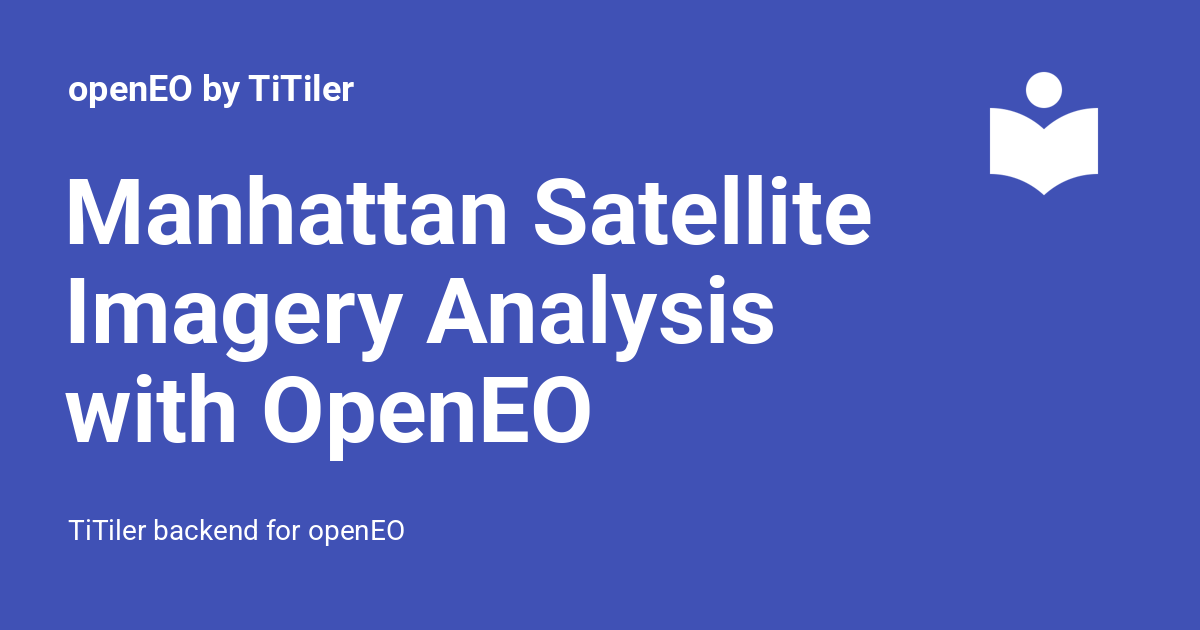 openEO by TiTiler
Manhattan Satellite
Imagery Analysis
with OpenEO
TiTiler backend for openEO